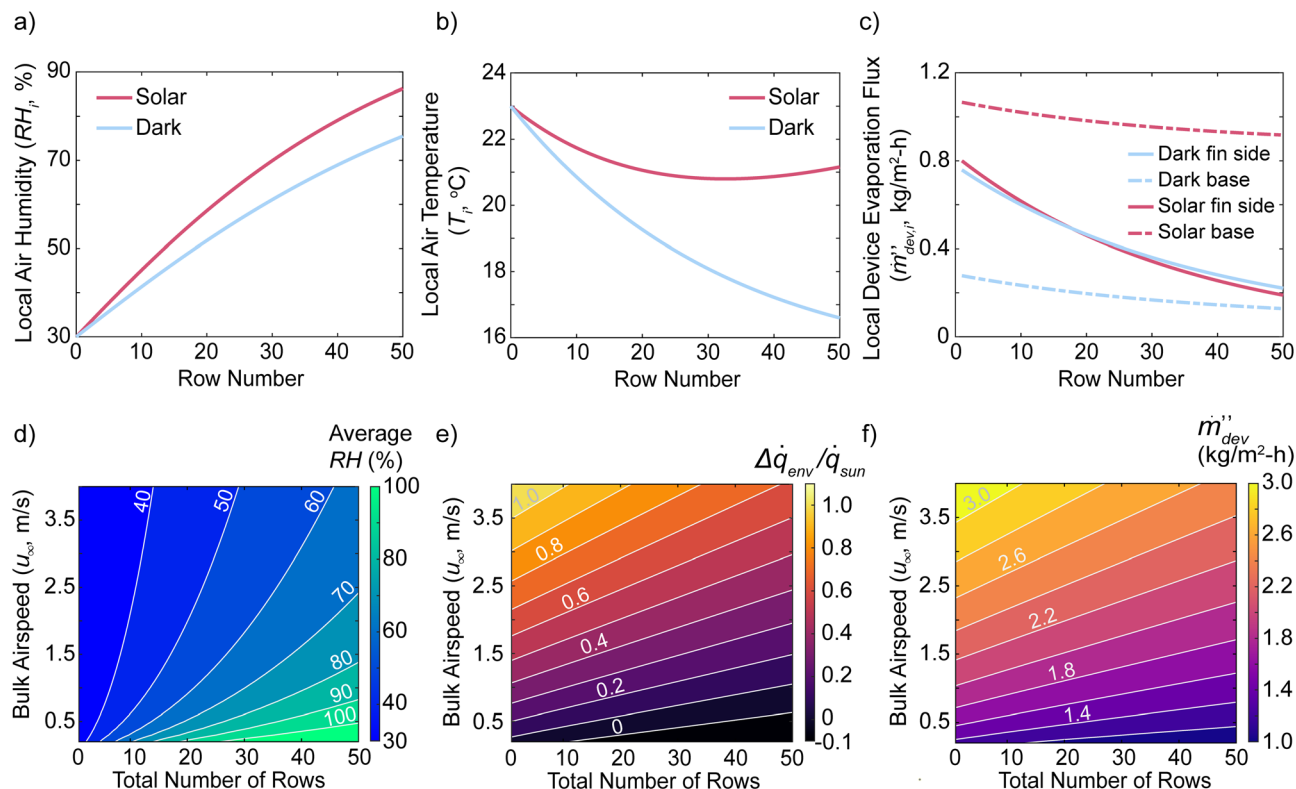 a)
Local Air Humidity (RHᵢ, %)
90
70
50
30
Solar
Dark
0 10 20 30 40 50
Row Number
b)
Local Air Temperature
(Tᵢ, °C)
24
22
20
18
16
Solar
Dark
0 10 20 30 40 50
Row Number
c)
Local Device Evaporation Flux
(ṁ''dev,i, kg/m²-h)
1.2
0.8
0.4
0
Dark fin side
Dark base
Solar fin side
Solar base
0 10 20 30 40 50
Row Number
d)
Average
RH (%)
Bulk Airspeed (u∞, m/s)
3.5
2.5
1.5
0.5
40
50
60
70
80
90
100
100
90
80
70
60
50
40
30
0 10 20 30 40 50
Total Number of Rows
e)
Δq̇env/q̇sun
Bulk Airspeed (u∞, m/s)
3.5
2.5
1.5
0.5
1.0
0.8
0.6
0.4
0.2
0
1.0
0.8
0.6
0.4
0.2
0
-0.1
0 10 20 30 40 50
Total Number of Rows
f)
ṁ''dev
(kg/m²-h)
Bulk Airspeed (u∞, m/s)
3.5
2.5
1.5
0.5
3.0
2.6
2.2
1.8
1.4
3.0
2.6
2.2
1.8
1.4
1.0
0 10 20 30 40 50
Total Number of Rows